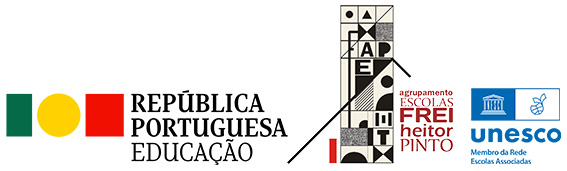 REPÚBLICA
PORTUGUESA
EDUCAÇÃO
agrupamento
ESCOLAS
FREI
heitor
PINTO
unesco
Membro da Rede
Escolas Associadas